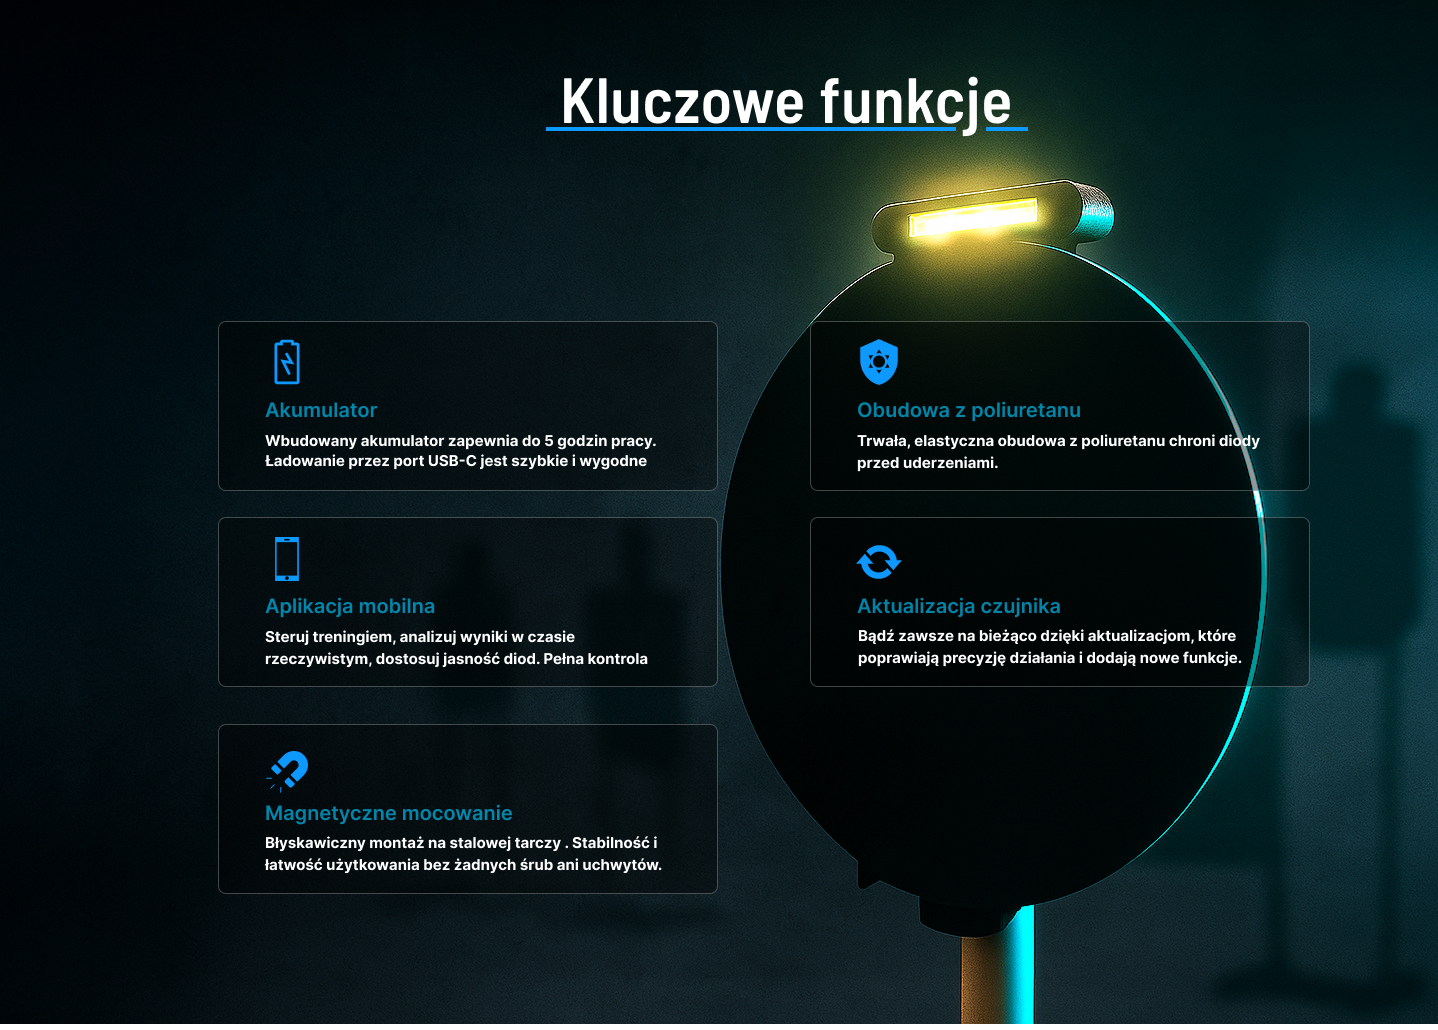 Kluczowe funkcje
Akumulator
Wbudowany akumulator zapewnia do 5 godzin pracy.
Ładowanie przez port USB-C jest szybkie i wygodne
Obudowa z poliuretanu
Trwała, elastyczna obudowa z poliuretanu chroni diody
przed uderzeniami.
Aplikacja mobilna
Steruj treningiem, analizuj wyniki w czasie
rzeczywistym, dostosuj jasność diod. Pełna kontrola
Aktualizacja czujnika
Bądź zawsze na bieżąco dzięki aktualizacjom, które
poprawiają precyzję działania i dodają nowe funkcje.
Magnetyczne mocowanie
Błyskawiczny montaż na stalowej tarczy . Stabilność i
łatwość użytkowania bez żadnych śrub ani uchwytów.